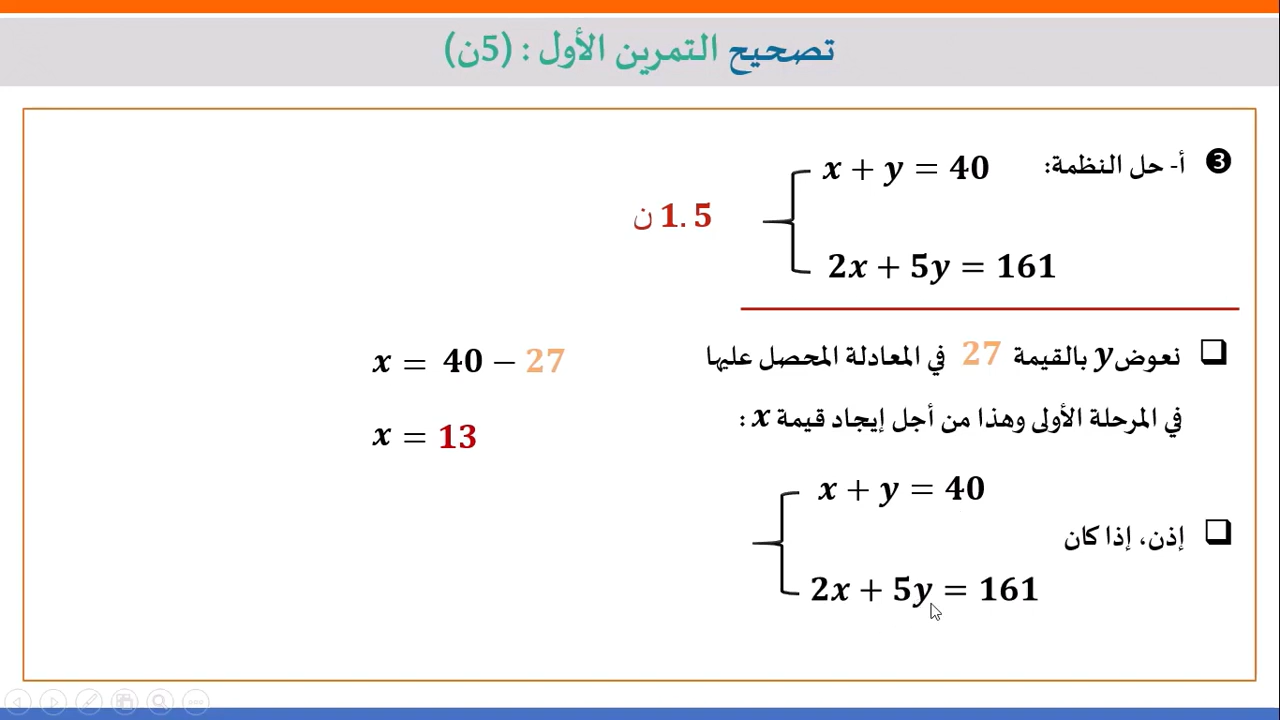 تصحيح التمرين الأول : (5ن)
❸ أ- حل النظمة:
x + y = 40
1.5 ن
2x + 5y = 161
❑ نعوض y بالقيمة 27 في المعادلة المحصل عليها
في المرحلة الأولى وهذا من أجل إيجاد قيمة x :
x = 40 − 27
x = 13
x + y = 40
❑ إذن، إذا كان
2x + 5y = 161